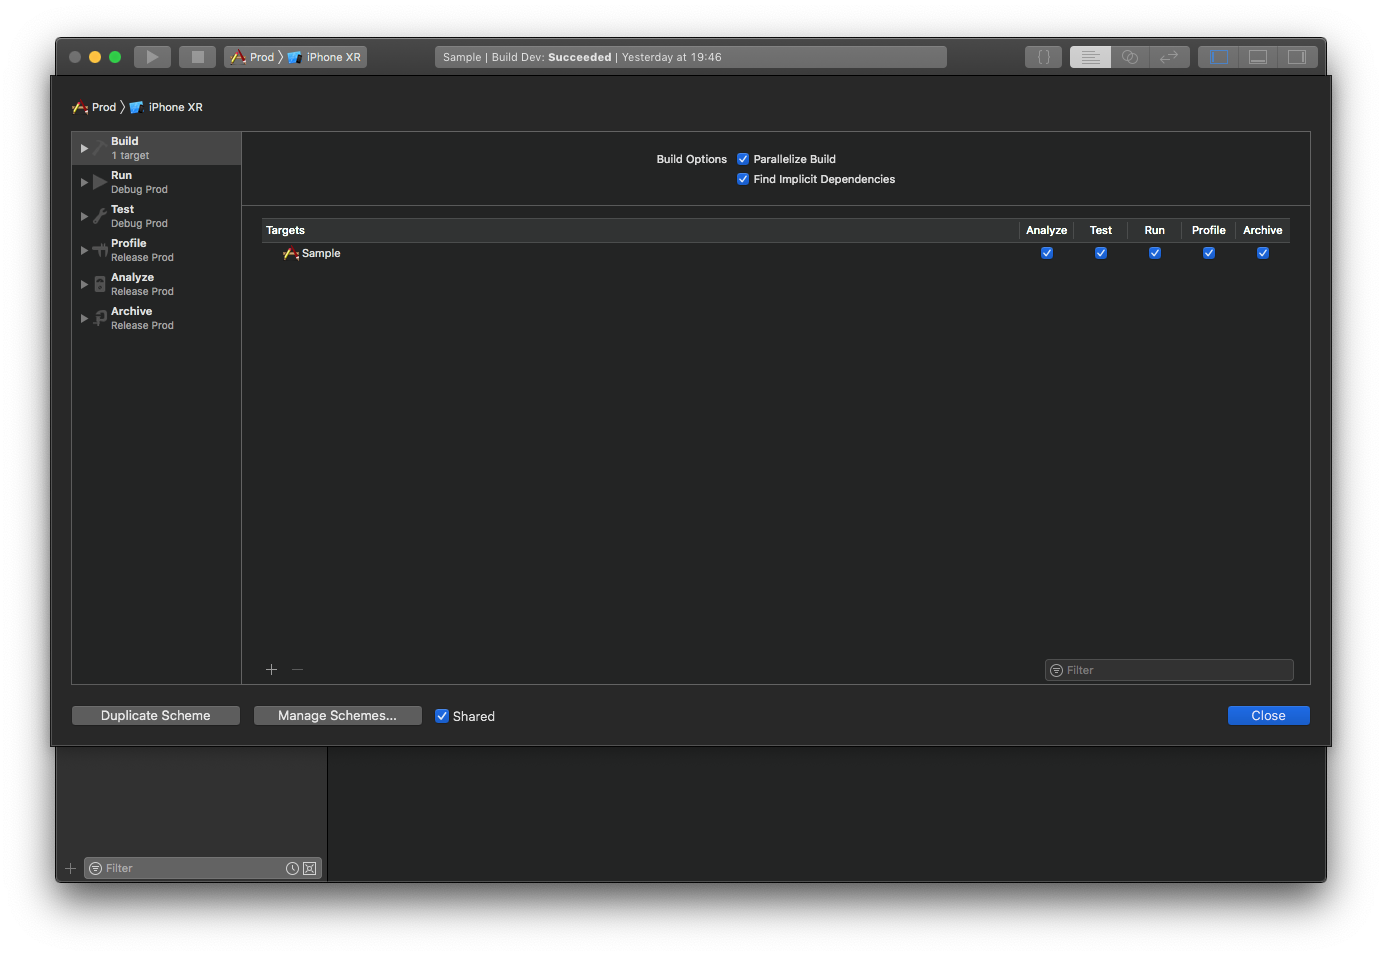 Prod 〉 iPhone XR
Sample | Build Dev: Succeeded | Yesterday at 19:46
{ }
Prod 〉 iPhone XR
Build
1 target
Run
Debug Prod
Test
Debug Prod
Profile
Release Prod
Analyze
Release Prod
Archive
Release Prod
Build Options Parallelize Build
Find Implicit Dependencies
Targets Analyze Test Run Profile Archive
Sample
+ −
Filter
Duplicate Scheme Manage Schemes... Shared Close
+ Filter